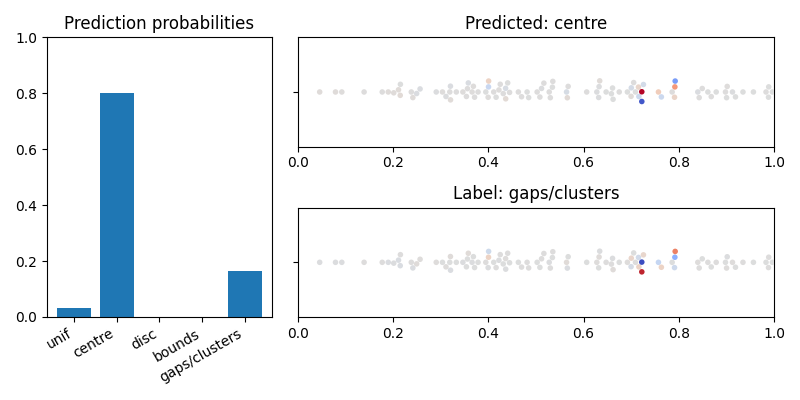 Prediction probabilities
1.0
0.8
0.6
0.4
0.2
0.0
unif
centre
disc
bounds
gaps/clusters
Predicted: centre
0.0 0.2 0.4 0.6 0.8 1.0
Label: gaps/clusters
0.0 0.2 0.4 0.6 0.8 1.0